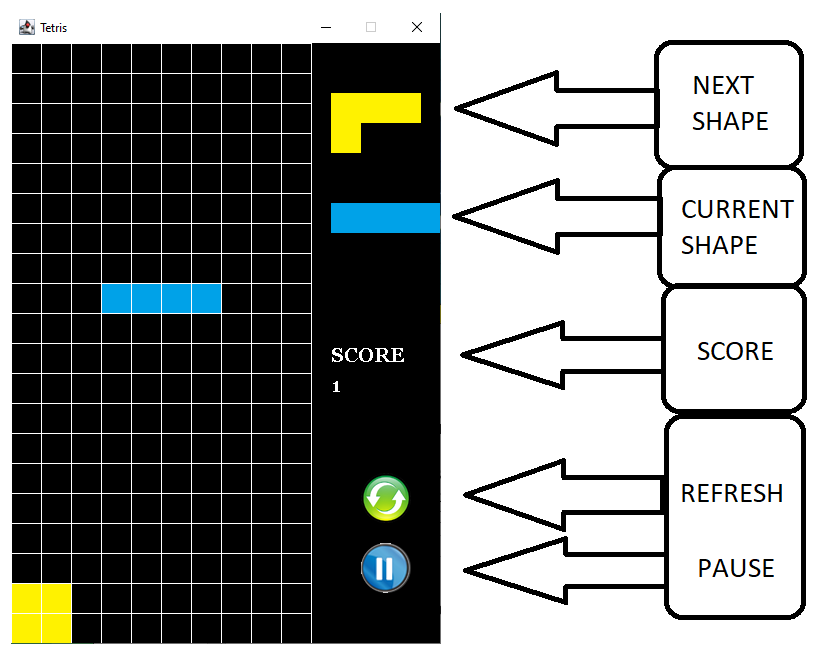 Tetris
NEXT
SHAPE
CURRENT
SHAPE
SCORE
1
SCORE
REFRESH
PAUSE